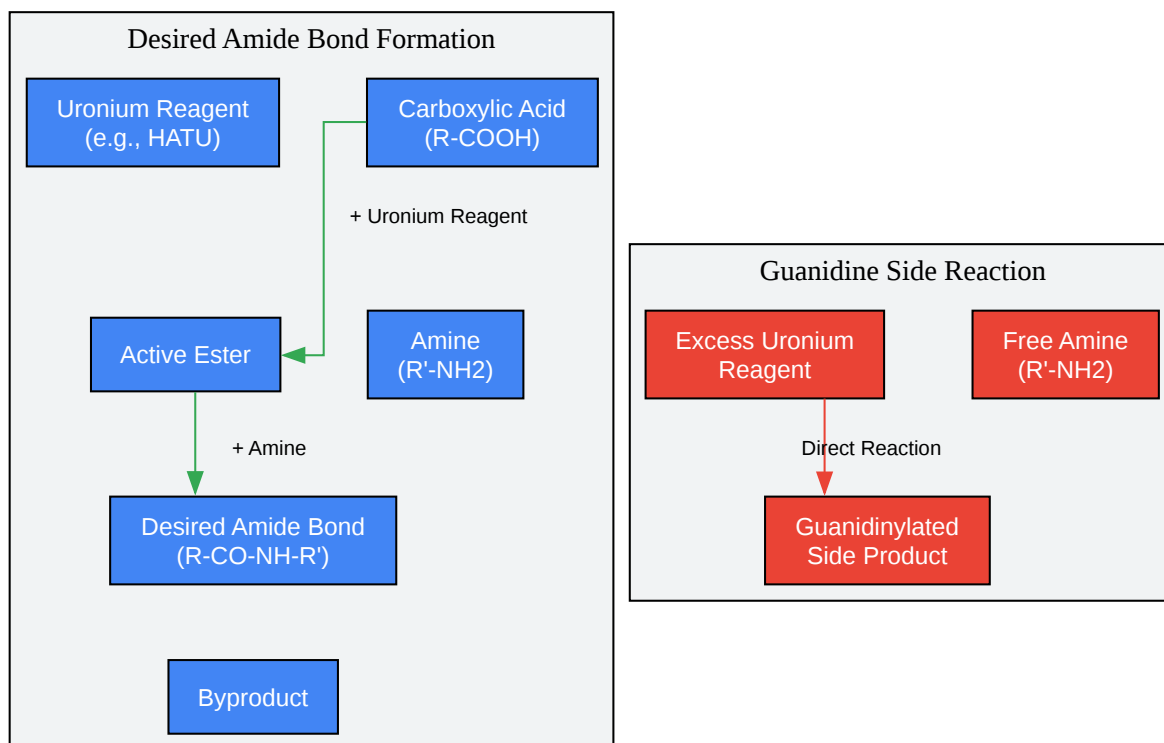 Desired Amide Bond Formation
Uronium Reagent
(e.g., HATU)
Carboxylic Acid
(R-COOH)
+ Uronium Reagent
Active Ester
Amine
(R'-NH2)
+ Amine
Desired Amide Bond
(R-CO-NH-R')
Byproduct
Guanidine Side Reaction
Excess Uronium
Reagent
Free Amine
(R'-NH2)
Direct Reaction
Guanidinylated
Side Product